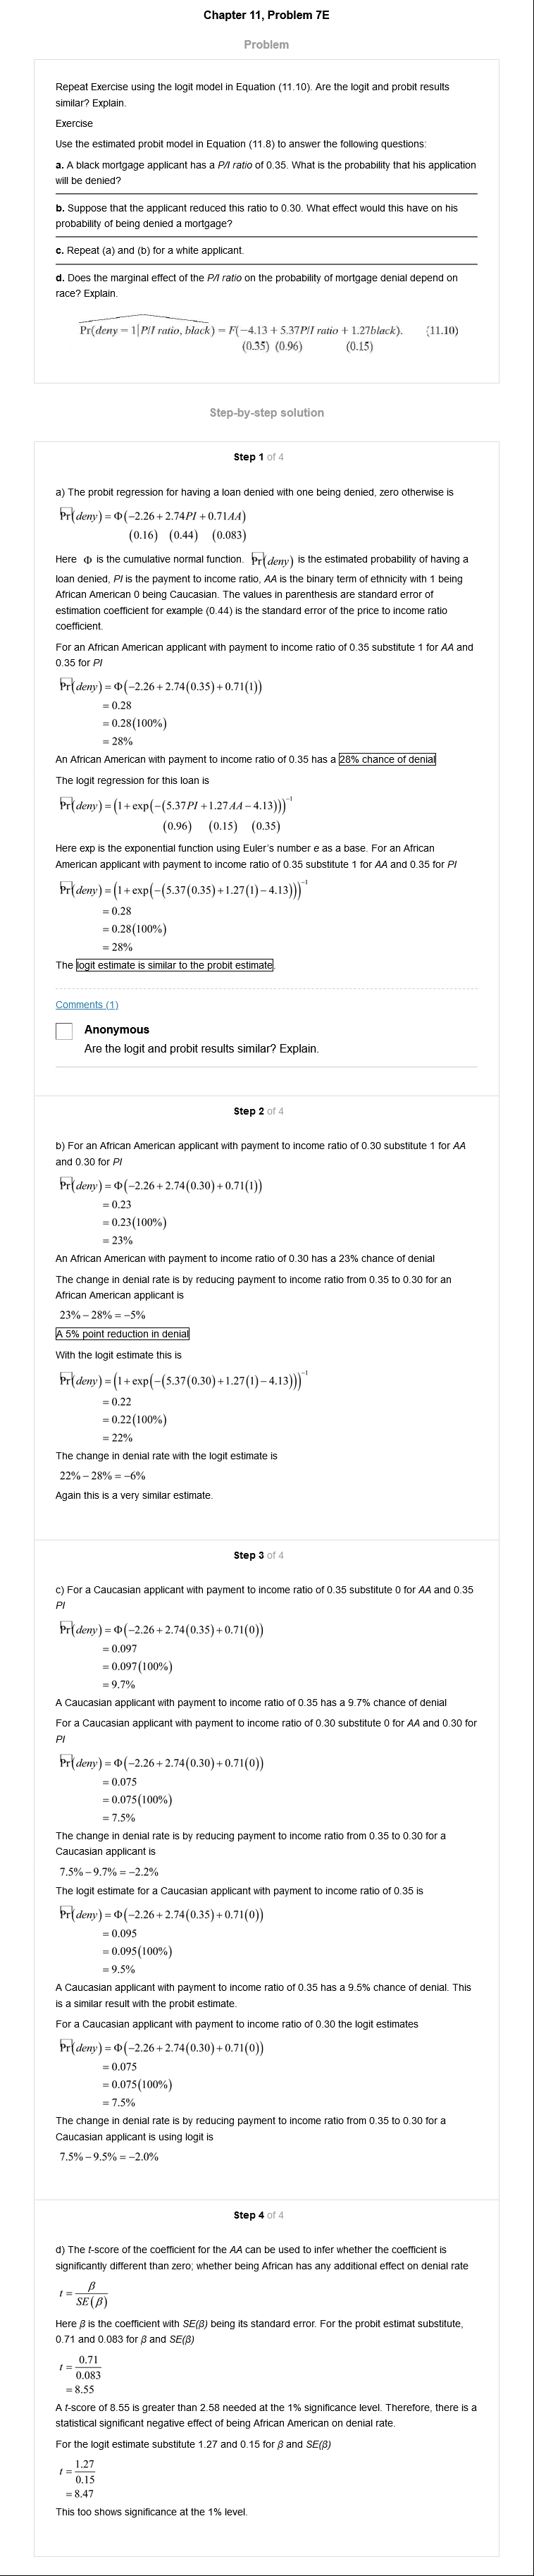 Chapter 11, Problem 7E
Problem
Repeat Exercise using the logit model in Equation (11.10). Are the logit and probit results
similar? Explain.
Exercise
Use the estimated probit model in Equation (11.8) to answer the following questions:
a. A black mortgage applicant has a P/I ratio of 0.35. What is the probability that his application
will be denied?
b. Suppose that the applicant reduced this ratio to 0.30. What effect would this have on his
probability of being denied a mortgage?
c. Repeat (a) and (b) for a white applicant.
d. Does the marginal effect of the P/I ratio on the probability of mortgage denial depend on
race? Explain.
Pr(deny = 1|P/I ratio, black) = F(−4.13 + 5.37P/I ratio + 1.27black). (11.10)
(0.35) (0.96) (0.15)
Step-by-step solution
Step 1 of 4
a) The probit regression for having a loan denied with one being denied, zero otherwise is
Pr(deny) = Φ(−2.26 + 2.74PI + 0.71AA)
(0.16) (0.44) (0.083)
Here Φ is the cumulative normal function. Pr(deny) is the estimated probability of having a
loan denied, PI is the payment to income ratio, AA is the binary term of ethnicity with 1 being
African American 0 being Caucasian. The values in parenthesis are standard error of
estimation coefficient for example (0.44) is the standard error of the price to income ratio
coefficient.
For an African American applicant with payment to income ratio of 0.35 substitute 1 for AA and
0.35 for PI
Pr(deny) = Φ(−2.26 + 2.74(0.35) + 0.71(1))
= 0.28
= 0.28(100%)
= 28%
An African American with payment to income ratio of 0.35 has a 28% chance of denial
The logit regression for this loan is
Pr(deny) = (1 + exp(−(5.37PI + 1.27AA − 4.13)))⁻¹
(0.96) (0.15) (0.35)
Here exp is the exponential function using Euler's number e as a base. For an African
American applicant with payment to income ratio of 0.35 substitute 1 for AA and 0.35 for PI
Pr(deny) = (1 + exp(−(5.37(0.35) + 1.27(1) − 4.13)))⁻¹
= 0.28
= 0.28(100%)
= 28%
The logit estimate is similar to the probit estimate.
Comments (1)
Anonymous
Are the logit and probit results similar? Explain.
Step 2 of 4
b) For an African American applicant with payment to income ratio of 0.30 substitute 1 for AA
and 0.30 for PI
Pr(deny) = Φ(−2.26 + 2.74(0.30) + 0.71(1))
= 0.23
= 0.23(100%)
= 23%
An African American with payment to income ratio of 0.30 has a 23% chance of denial
The change in denial rate is by reducing payment to income ratio from 0.35 to 0.30 for an
African American applicant is
23% − 28% = −5%
A 5% point reduction in denial
With the logit estimate this is
Pr(deny) = (1 + exp(−(5.37(0.30) + 1.27(1) − 4.13)))⁻¹
= 0.22
= 0.22(100%)
= 22%
The change in denial rate with the logit estimate is
22% − 28% = −6%
Again this is a very similar estimate.
Step 3 of 4
c) For a Caucasian applicant with payment to income ratio of 0.35 substitute 0 for AA and 0.35
PI
Pr(deny) = Φ(−2.26 + 2.74(0.35) + 0.71(0))
= 0.097
= 0.097(100%)
= 9.7%
A Caucasian applicant with payment to income ratio of 0.35 has a 9.7% chance of denial
For a Caucasian applicant with payment to income ratio of 0.30 substitute 0 for AA and 0.30 for
PI
Pr(deny) = Φ(−2.26 + 2.74(0.30) + 0.71(0))
= 0.075
= 0.075(100%)
= 7.5%
The change in denial rate is by reducing payment to income ratio from 0.35 to 0.30 for a
Caucasian applicant is
7.5% − 9.7% = −2.2%
The logit estimate for a Caucasian applicant with payment to income ratio of 0.35 is
Pr(deny) = Φ(−2.26 + 2.74(0.35) + 0.71(0))
= 0.095
= 0.095(100%)
= 9.5%
A Caucasian applicant with payment to income ratio of 0.35 has a 9.5% chance of denial. This
is a similar result with the probit estimate.
For a Caucasian applicant with payment to income ratio of 0.30 the logit estimates
Pr(deny) = Φ(−2.26 + 2.74(0.30) + 0.71(0))
= 0.075
= 0.075(100%)
= 7.5%
The change in denial rate is by reducing payment to income ratio from 0.35 to 0.30 for a
Caucasian applicant is using logit is
7.5% − 9.5% = −2.0%
Step 4 of 4
d) The t-score of the coefficient for the AA can be used to infer whether the coefficient is
significantly different than zero; whether being African has any additional effect on denial rate
t = β / SE(β)
Here β is the coefficient with SE(β) being its standard error. For the probit estimat substitute,
0.71 and 0.083 for β and SE(β)
t = 0.71 / 0.083
= 8.55
A t-score of 8.55 is greater than 2.58 needed at the 1% significance level. Therefore, there is a
statistical significant negative effect of being African American on denial rate.
For the logit estimate substitute 1.27 and 0.15 for β and SE(β)
t = 1.27 / 0.15
= 8.47
This too shows significance at the 1% level.